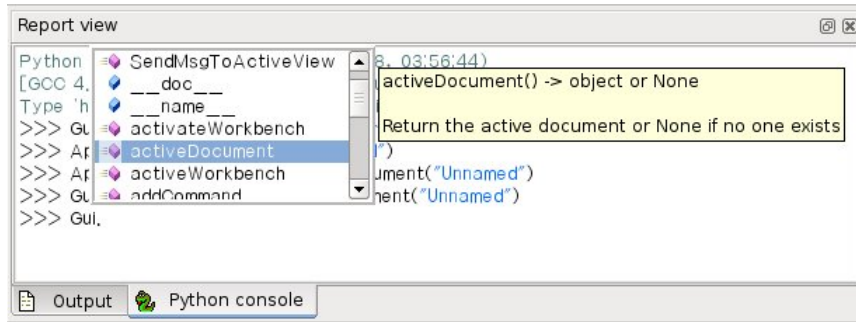 Report view
Python
8, 03:56:44)
[GCC 4.
Type 'h
>>> Gu
>>> Ap
")
>>> Ap
ument("Unnamed")
>>> Gu
ment("Unnamed")
>>> Gui.
SendMsgToActiveView
__doc__
__name__
activateWorkbench
activeDocument
activeWorkbench
addCommand
activeDocument() -> object or None
Return the active document or None if no one exists
Output
Python console